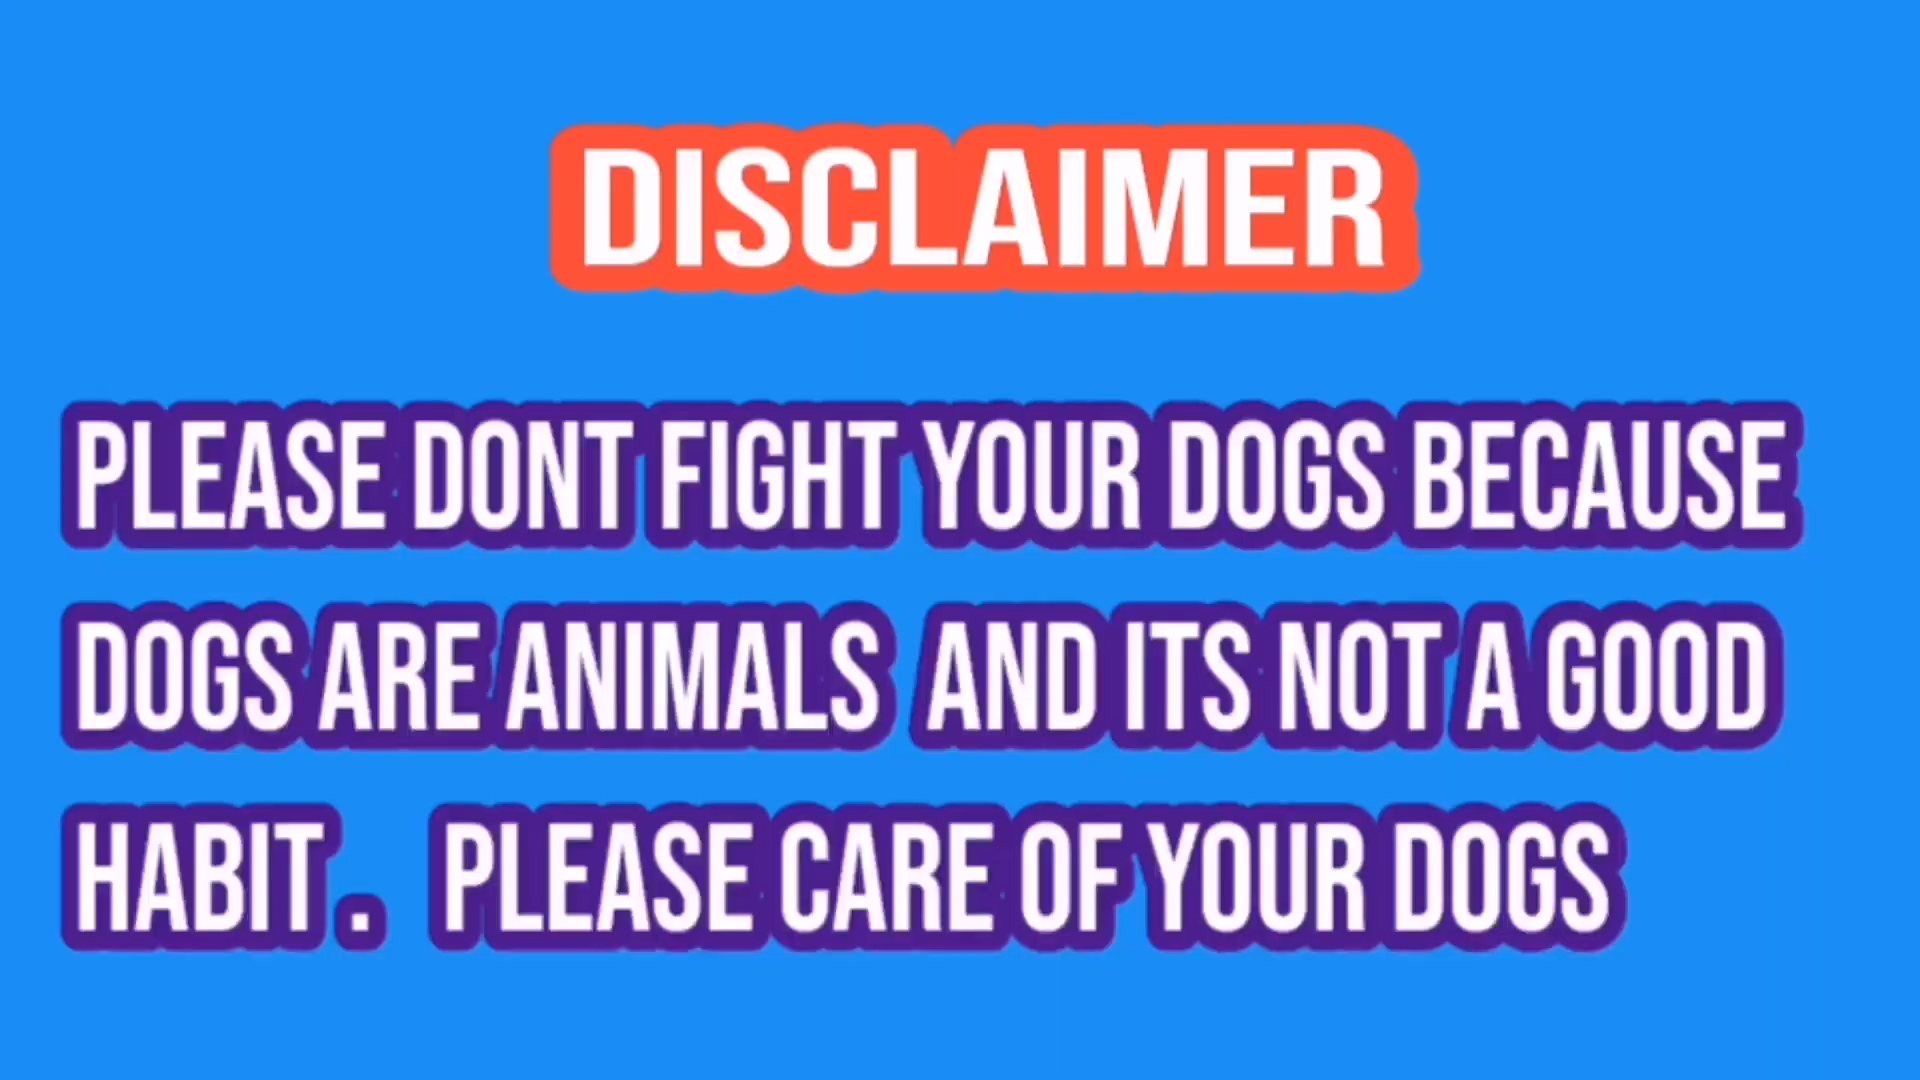 DISCLAIMER
PLEASE DONT FIGHT YOUR DOGS BECAUSE
DOGS ARE ANIMALS AND ITS NOT A GOOD
HABIT. PLEASE CARE OF YOUR DOGS